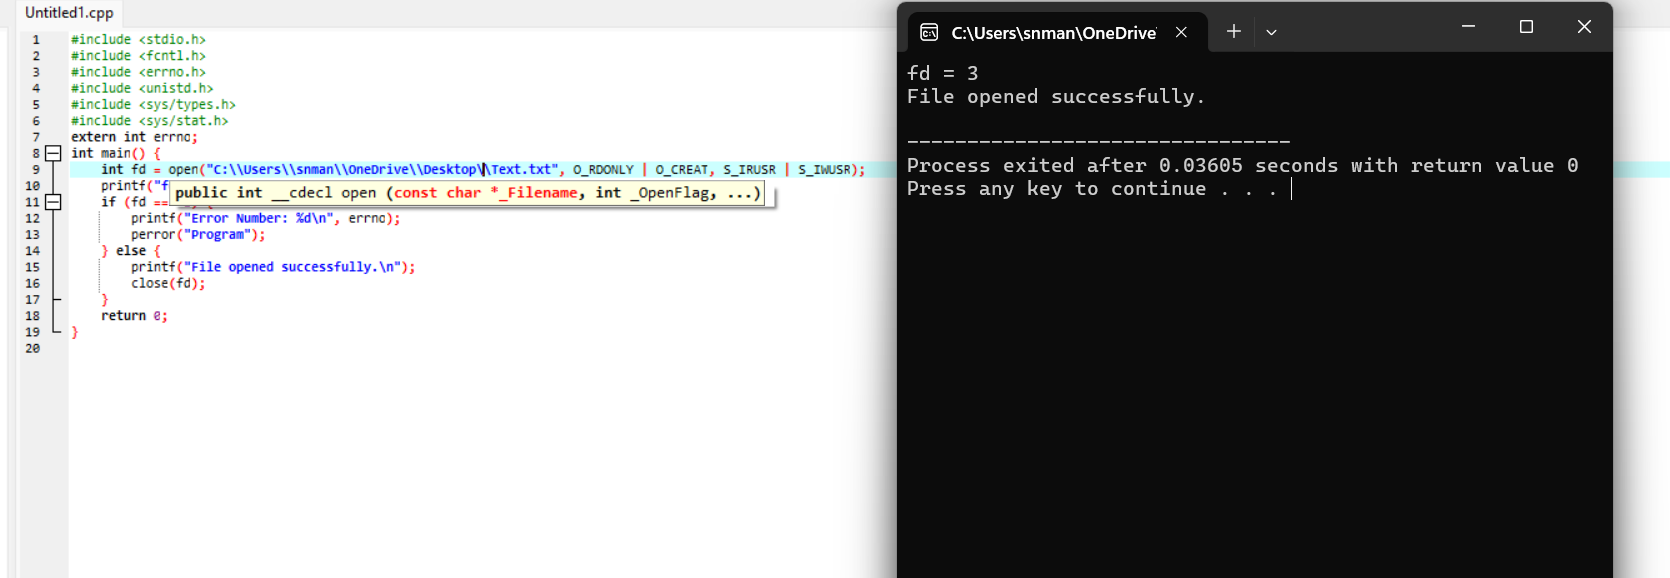 Untitled1.cpp
1 #include <stdio.h>
2 #include <fcntl.h>
3 #include <errno.h>
4 #include <unistd.h>
5 #include <sys/types.h>
6 #include <sys/stat.h>
7 extern int errno;
8 int main() {
9 int fd = open("C:\\Users\\snman\\OneDrive\\Desktop\\Text.txt", O_RDONLY | O_CREAT, S_IRUSR | S_IWUSR);
10 printf("f
public int __cdecl open (const char *_Filename, int _OpenFlag, ...)
11 if (fd ==
12 printf("Error Number: %d\n", errno);
13 perror("Program");
14 } else {
15 printf("File opened successfully.\n");
16 close(fd);
17 }
18 return 0;
19 }
20
C:\Users\snman\OneDrive'
fd = 3
File opened successfully.
--------------------------------
Process exited after 0.03605 seconds with return value 0
Press any key to continue . . .